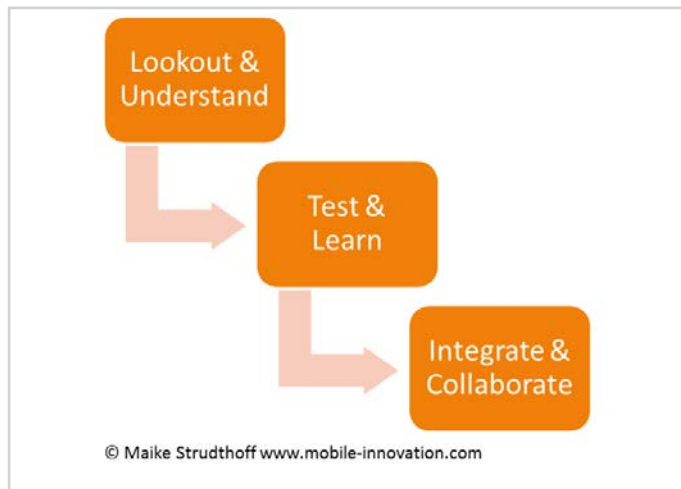 Lookout &
Understand
Test &
Learn
Integrate &
Collaborate
© Maike Strudthoff www.mobile-innovation.com